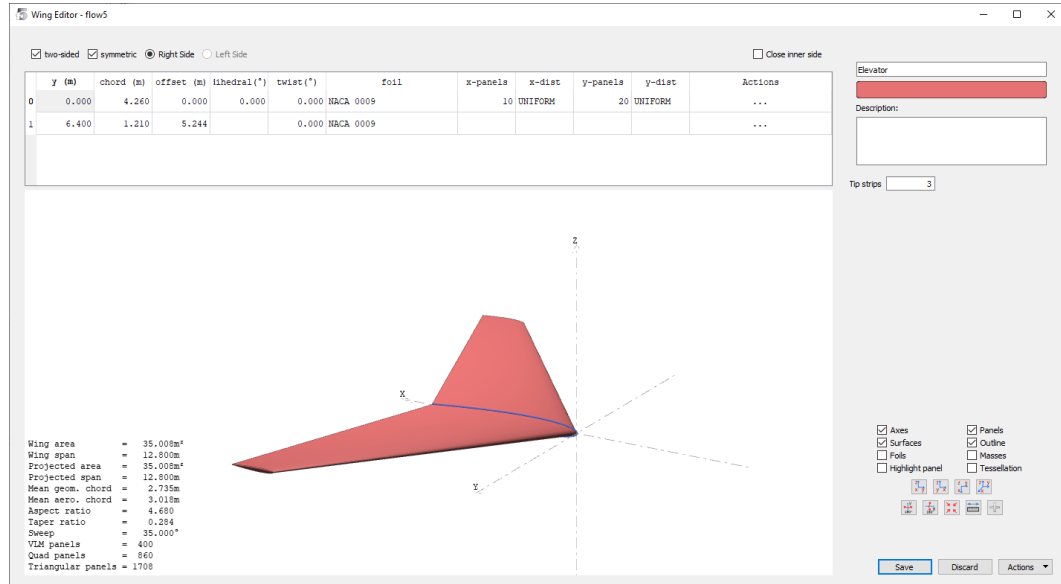 Wing Editor - flow5
two-sided symmetric Right Side Left Side Close inner side
y (m) chord (m) offset (m) lihedral(°) twist(°) foil x-panels x-dist y-panels y-dist Actions
0 0.000 4.260 0.000 0.000 0.000 NACA 0009 10 UNIFORM 20 UNIFORM ...
1 6.400 1.210 5.244 0.000 NACA 0009 ...
Elevator
Description:
Tip strips 3
Z
X
Y
Wing area = 35.008m²
Wing span = 12.800m
Projected area = 35.008m²
Projected span = 12.800m
Mean geom. chord = 2.735m
Mean aero. chord = 3.018m
Aspect ratio = 4.680
Taper ratio = 0.284
Sweep = 35.000°
VLM panels = 400
Quad panels = 860
Triangular panels = 1708
Axes Panels
Surfaces Outline
Foils Masses
Highlight panel Tessellation
Save Discard Actions